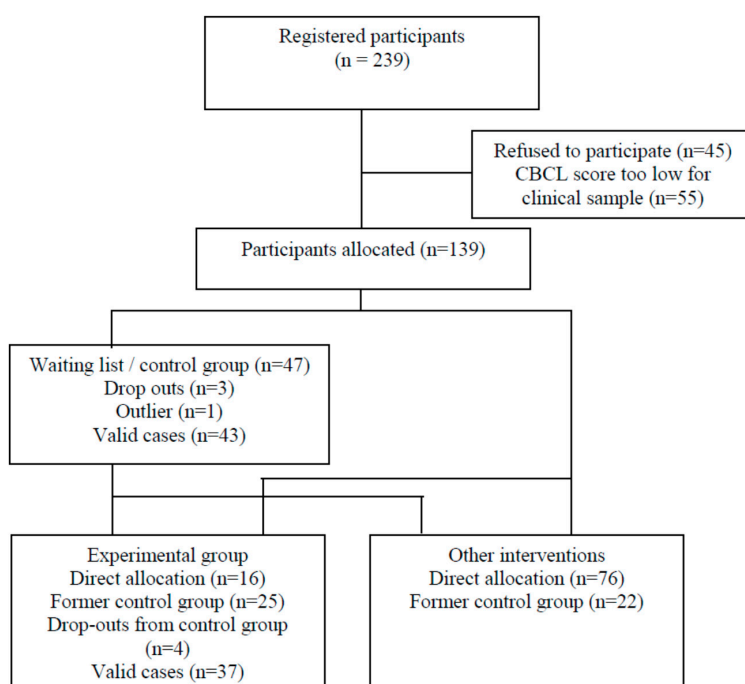 Registered participants
(n = 239)
Refused to participate (n=45)
CBCL score too low for
clinical sample (n=55)
Participants allocated (n=139)
Waiting list / control group (n=47)
Drop outs (n=3)
Outlier (n=1)
Valid cases (n=43)
Experimental group
Direct allocation (n=16)
Former control group (n=25)
Drop-outs from control group
(n=4)
Valid cases (n=37)
Other interventions
Direct allocation (n=76)
Former control group (n=22)